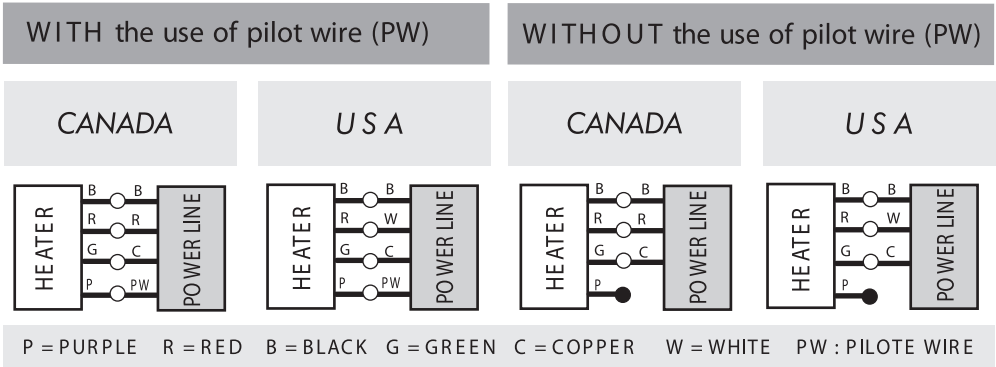 WITH the use of pilot wire (PW)
WITHOUT the use of pilot wire (PW)
CANADA
USA
CANADA
USA
HEATER
B B
R R
G C
P PW
POWER LINE
HEATER
B B
R W
G C
P PW
POWER LINE
HEATER
B B
R R
G C
P
POWER LINE
HEATER
B B
R W
G C
P
POWER LINE
P = PURPLE R = RED B = BLACK G = GREEN C = COPPER W = WHITE PW : PILOTE WIRE